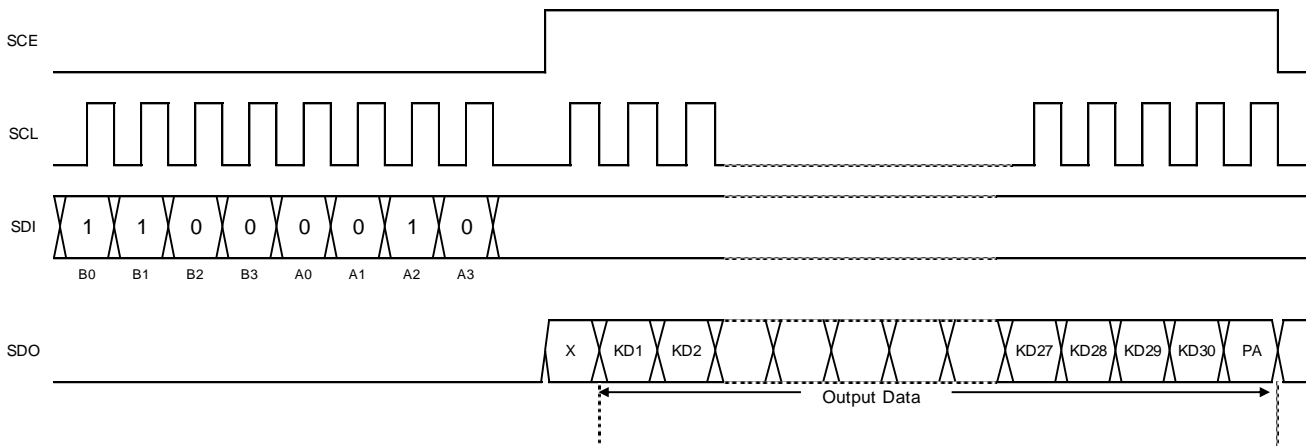 SCE
SCL
SDI 1 1 0 0 0 0 1 0
B0 B1 B2 B3 A0 A1 A2 A3
SDO X KD1 KD2 KD27 KD28 KD29 KD30 PA
Output Data